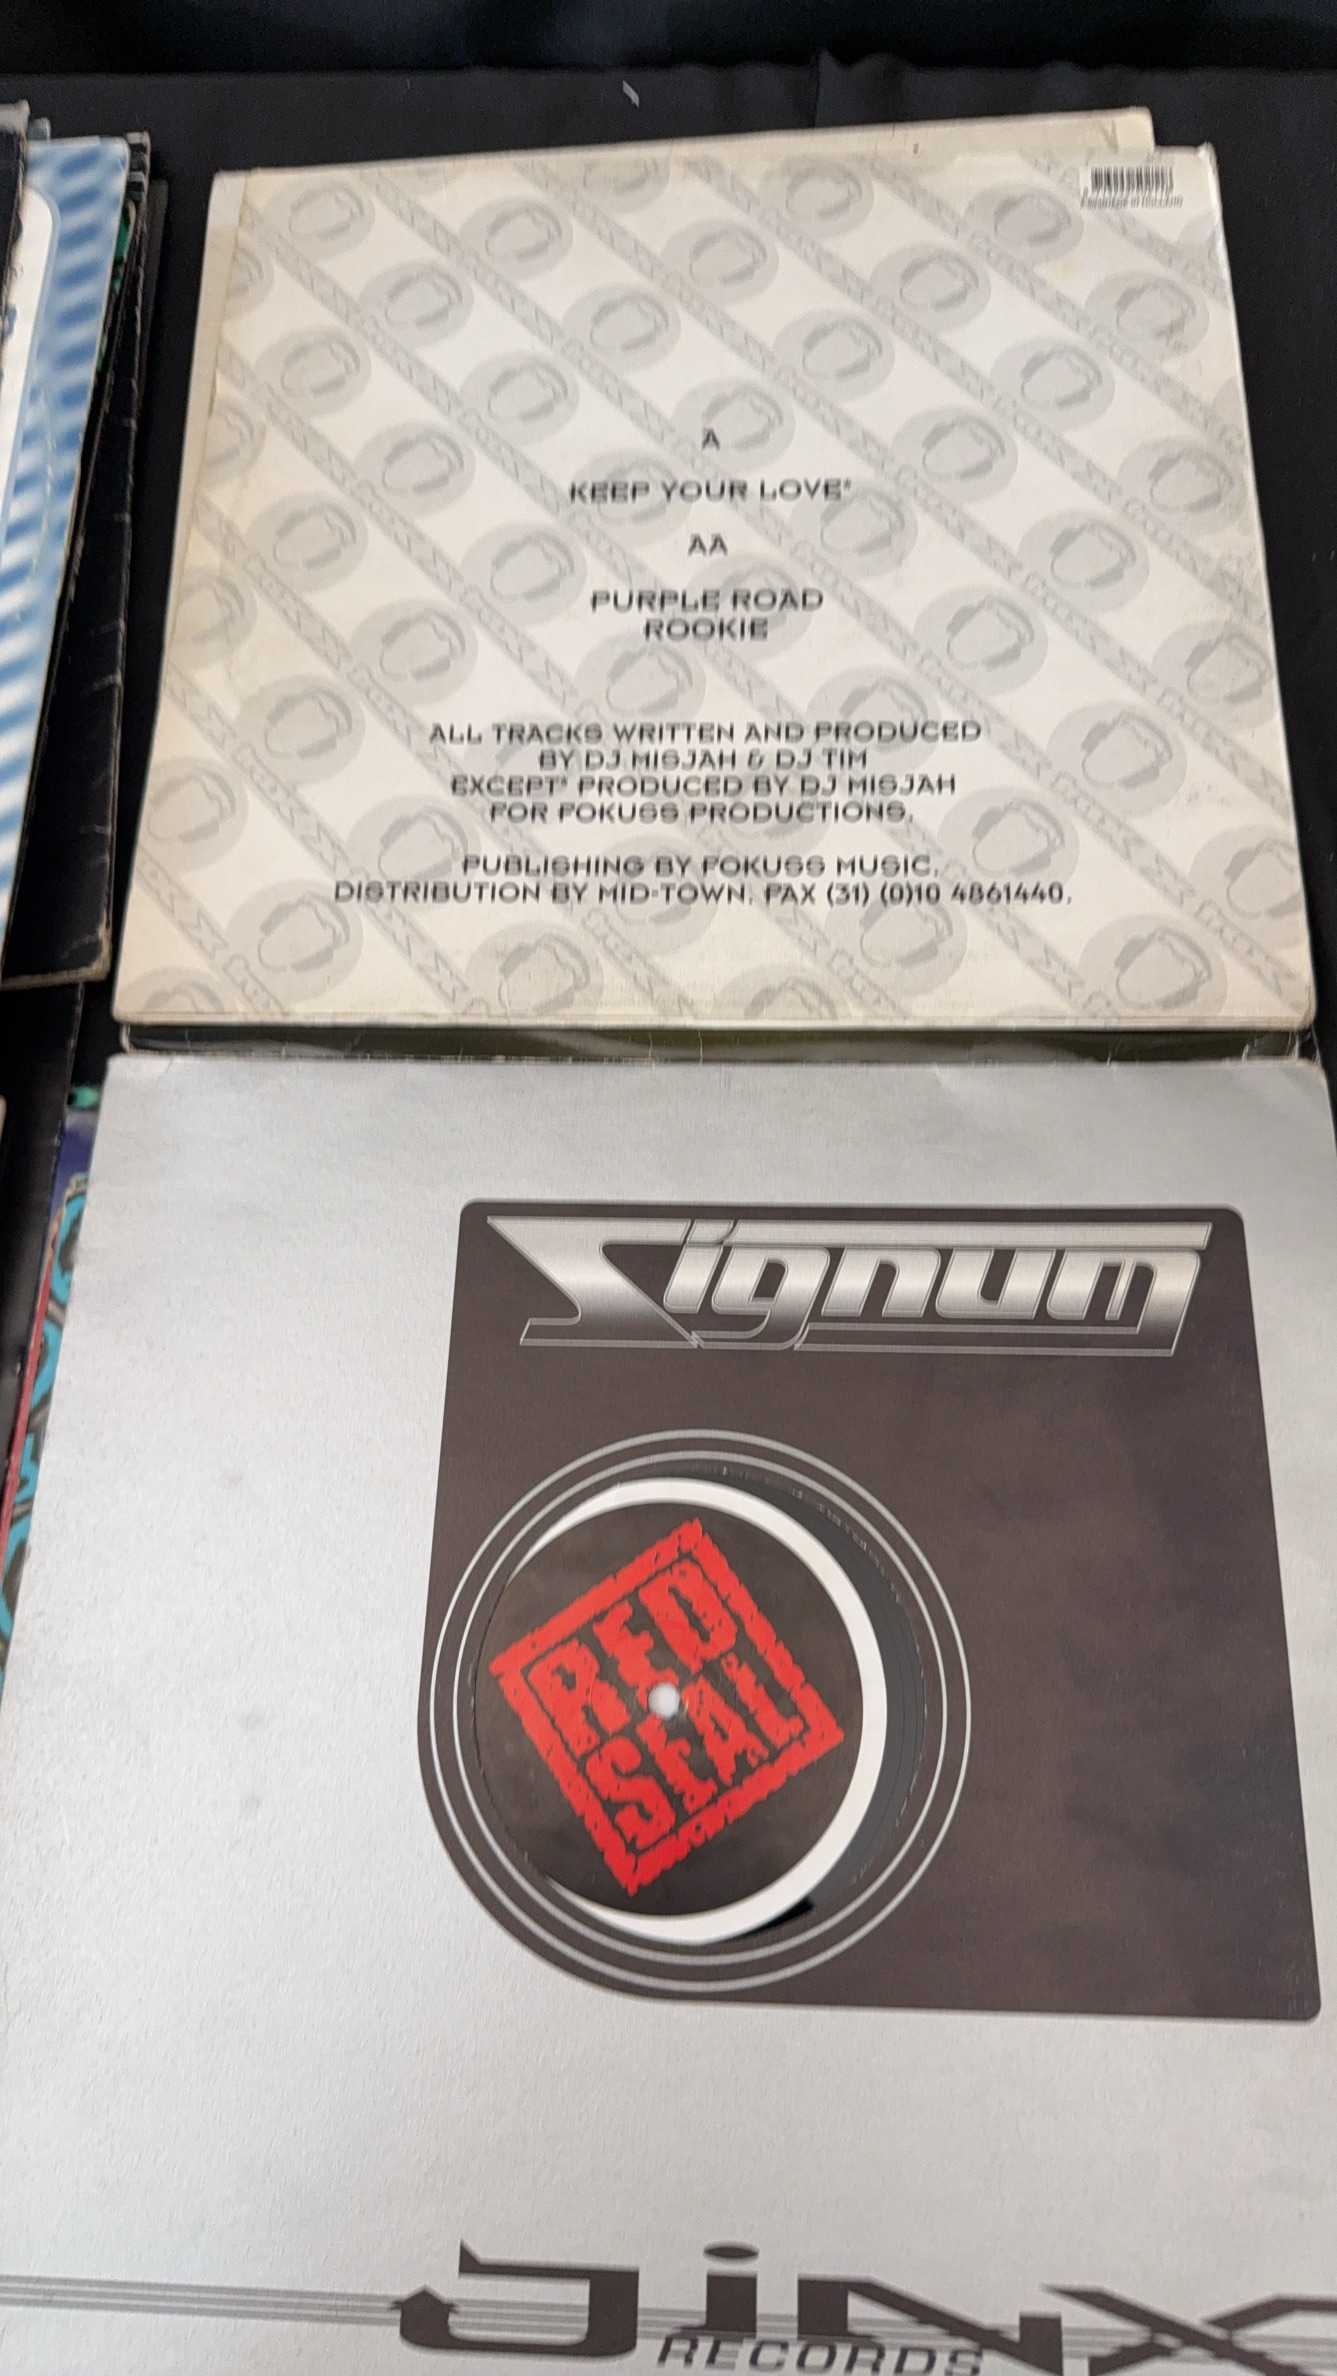 A
KEEP YOUR LOVE*
AA
PURPLE ROAD
ROOKIE
ALL TRACKS WRITTEN AND PRODUCED
BY DJ MISJAH & DJ TIM
EXCEPT* PRODUCED BY DJ MISJAH
FOR FOKUSS PRODUCTIONS.
PUBLISHING BY FOKUSS MUSIC.
DISTRIBUTION BY MID-TOWN. FAX (31) (0)10 4861440.
Signum
RED
SEAL
JINX
RECORDS